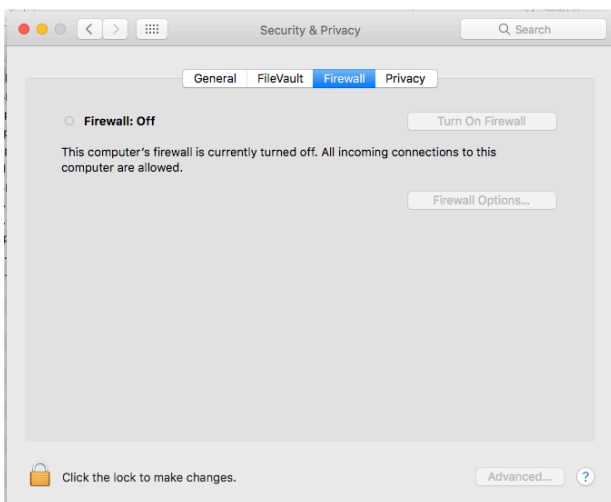 Security & Privacy
Search
General FileVault Firewall Privacy
Firewall: Off
Turn On Firewall
This computer's firewall is currently turned off. All incoming connections to this
computer are allowed.
Firewall Options...
Click the lock to make changes.
Advanced...
?